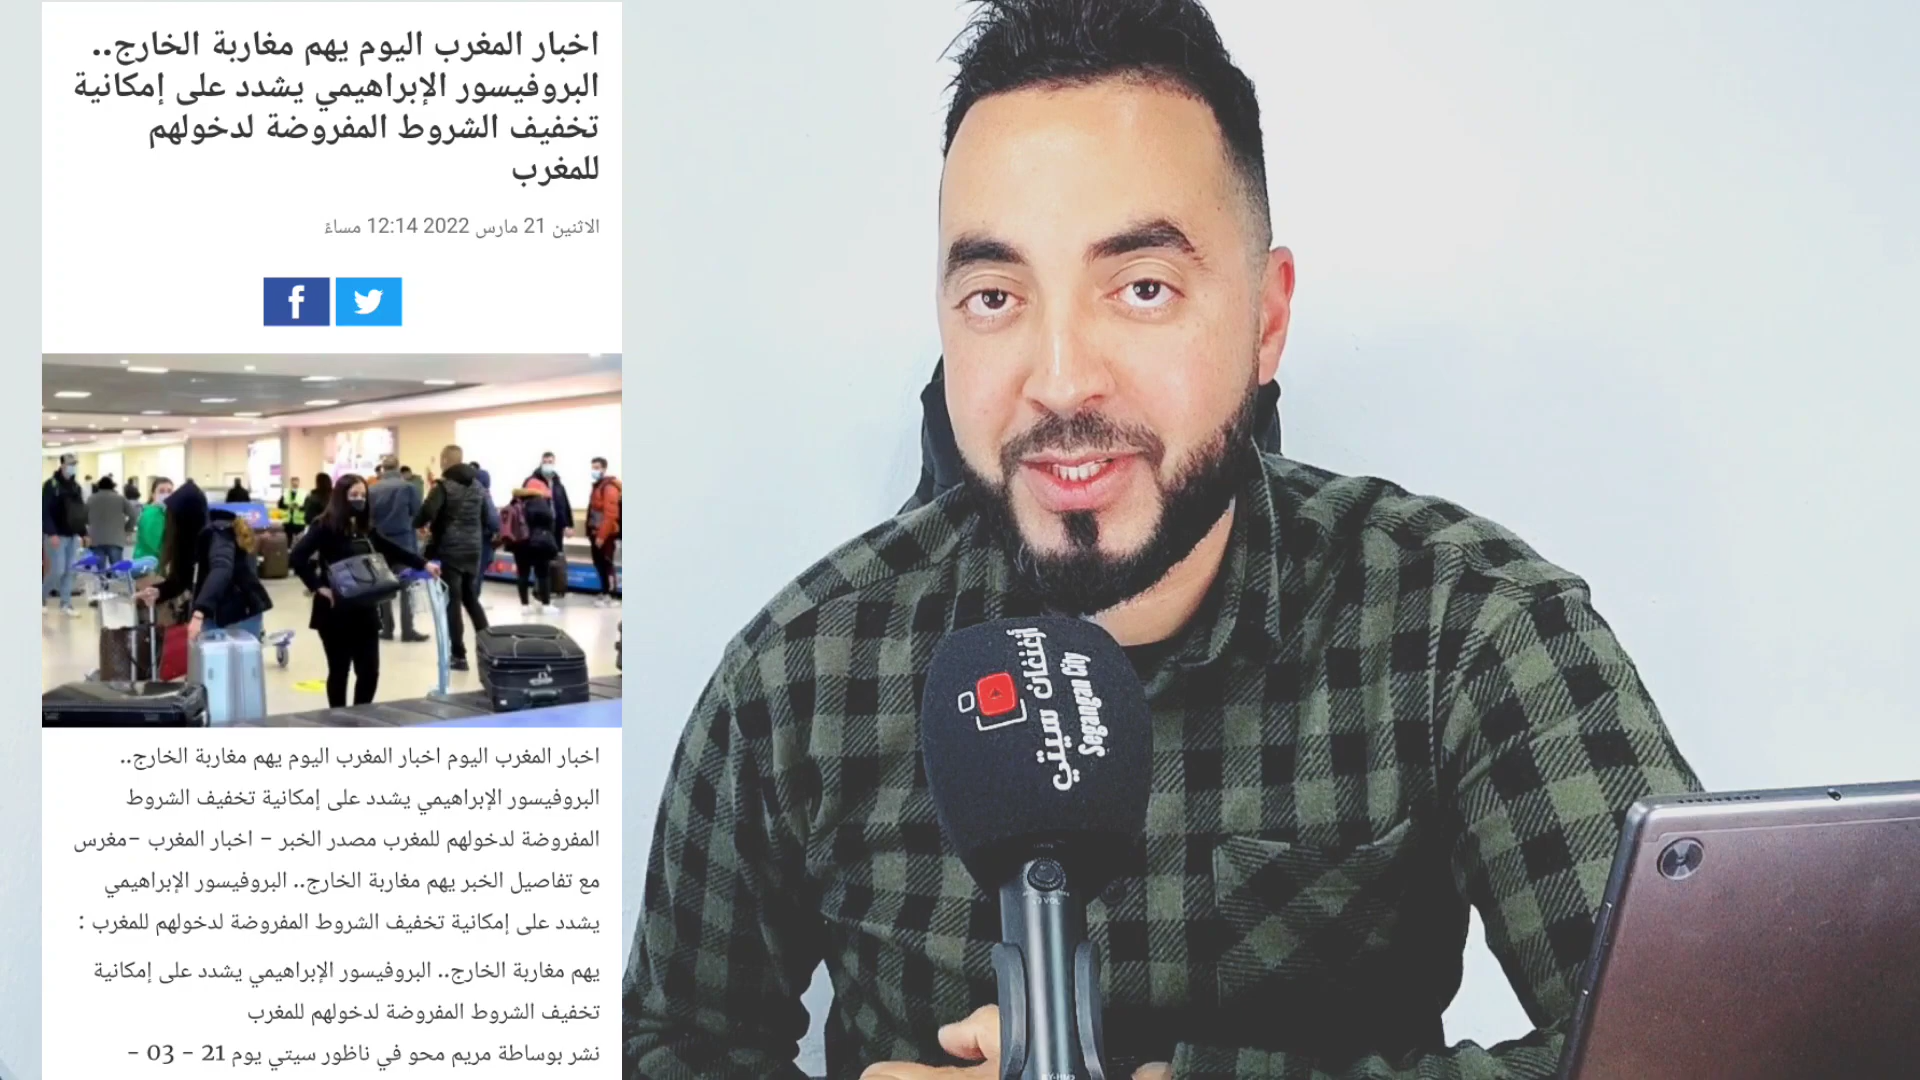 اخبار المغرب اليوم يهم مغاربة الخارج..
البروفيسور الإبراهيمي يشدد على إمكانية
تخفيف الشروط المفروضة لدخولهم
للمغرب
الاثنين 21 مارس 2022 12:14 مساءً
اخبار المغرب اليوم اخبار المغرب اليوم يهم مغاربة الخارج..
البروفيسور الإبراهيمي يشدد على إمكانية تخفيف الشروط
المفروضة لدخولهم للمغرب مصدر الخبر - اخبار المغرب -مغرس
مع تفاصيل الخبر يهم مغاربة الخارج.. البروفيسور الإبراهيمي
يشدد على إمكانية تخفيف الشروط المفروضة لدخولهم للمغرب :
يهم مغاربة الخارج.. البروفيسور الإبراهيمي يشدد على إمكانية
تخفيف الشروط المفروضة لدخولهم للمغرب
نشر بوساطة مريم محو في ناظور سيتي يوم 21 - 03 -
أزغنغان سيتي
Segangan City